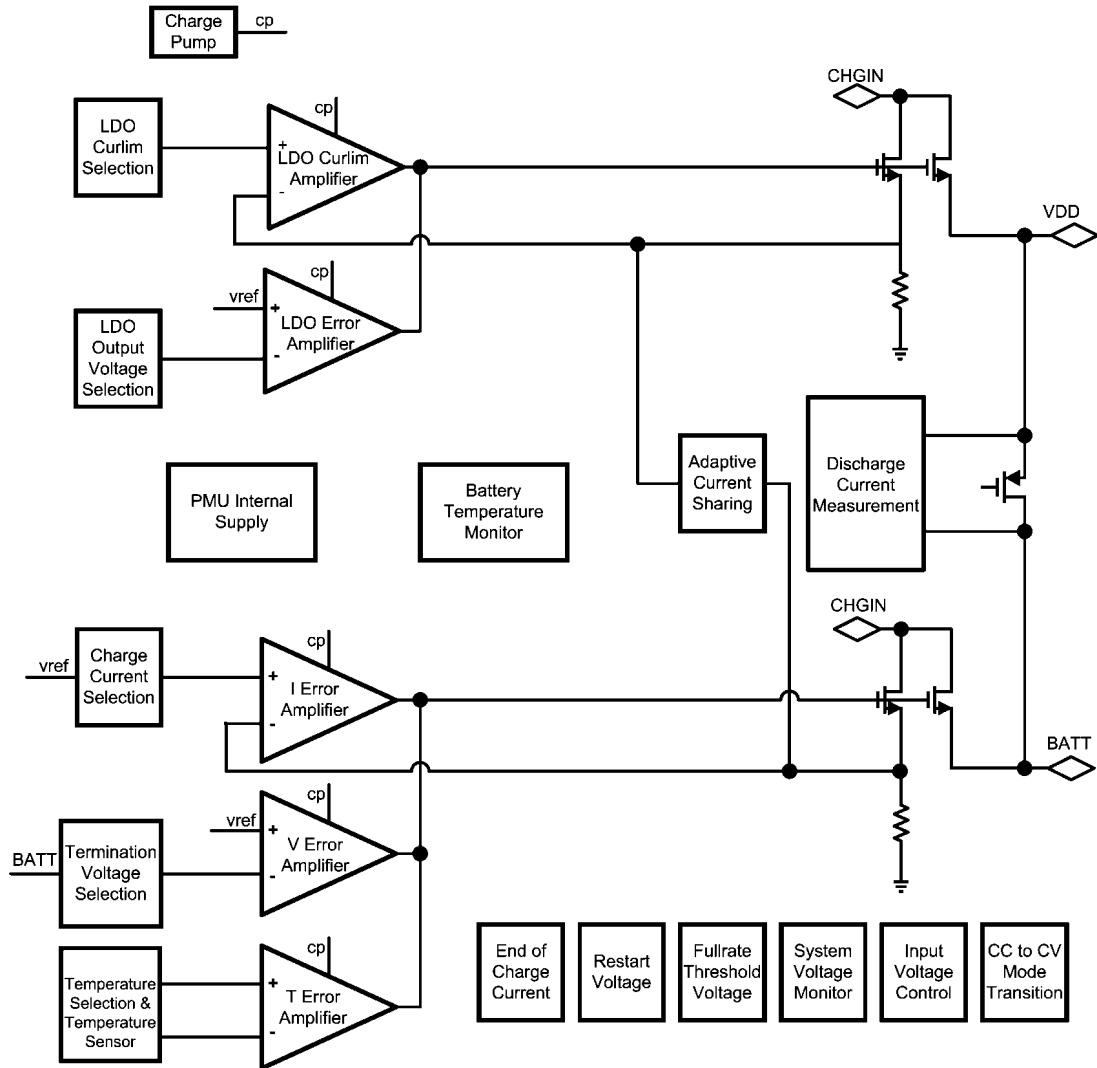 Charge
Pump
cp
CHGIN
LDO
Curlim
Selection
cp
+
LDO Curlim
Amplifier
-
VDD
LDO
Output
Voltage
Selection
cp
vref
+
LDO Error
Amplifier
-
PMU Internal
Supply
Battery
Temperature
Monitor
Adaptive
Current
Sharing
Discharge
Current
Measurement
CHGIN
vref
Charge
Current
Selection
cp
+
I Error
Amplifier
-
BATT
BATT
Termination
Voltage
Selection
cp
vref
+
V Error
Amplifier
-
Temperature
Selection &
Temperature
Sensor
cp
+
T Error
Amplifier
-
End of
Charge
Current
Restart
Voltage
Fullrate
Threshold
Voltage
System
Voltage
Monitor
Input
Voltage
Control
CC to CV
Mode
Transition